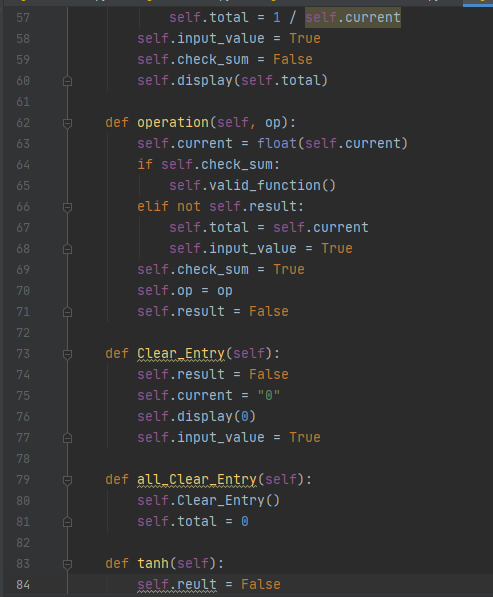 57 self.total = 1 / self.current
58 self.input_value = True
59 self.check_sum = False
60 self.display(self.total)
61
62 def operation(self, op):
63 self.current = float(self.current)
64 if self.check_sum:
65 self.valid_function()
66 elif not self.result:
67 self.total = self.current
68 self.input_value = True
69 self.check_sum = True
70 self.op = op
71 self.result = False
72
73 def Clear_Entry(self):
74 self.result = False
75 self.current = "0"
76 self.display(0)
77 self.input_value = True
78
79 def all_Clear_Entry(self):
80 self.Clear_Entry()
81 self.total = 0
82
83 def tanh(self):
84 self.reult = False